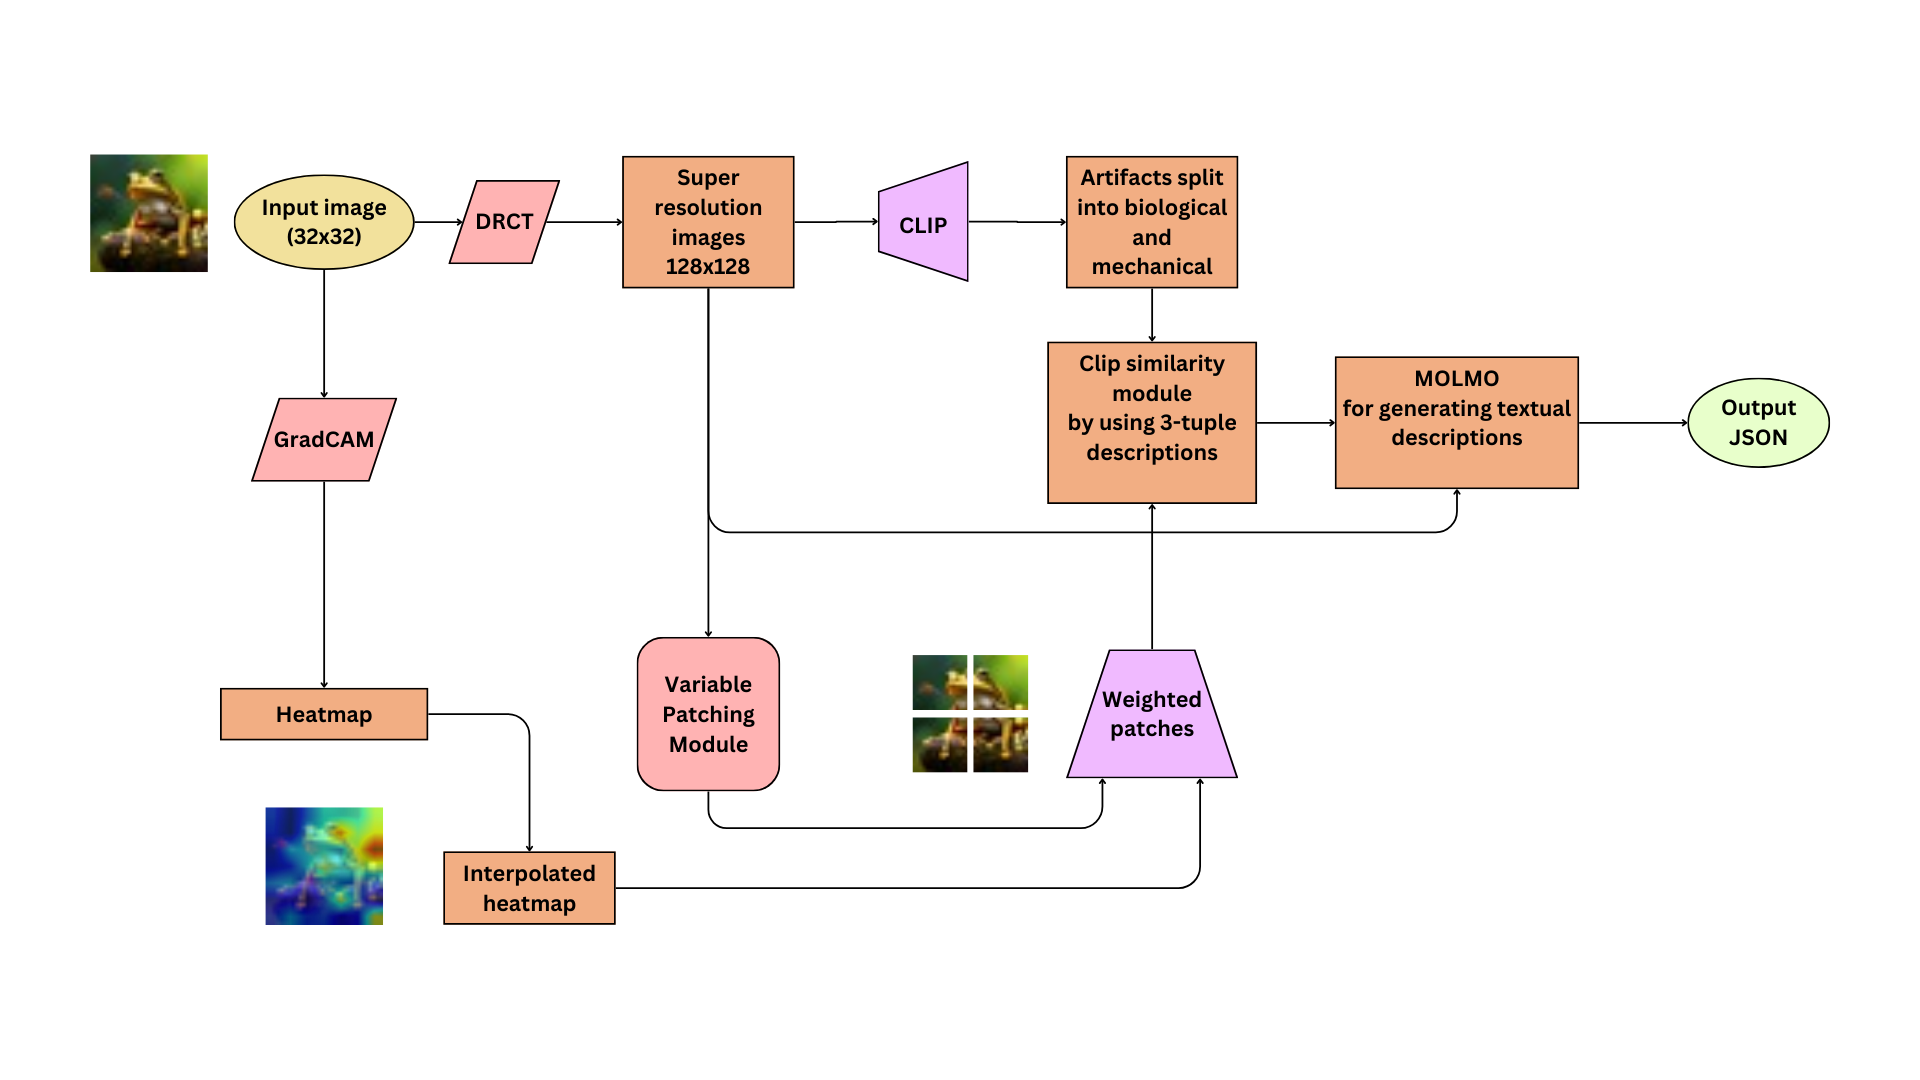 Input image
(32x32)
DRCT
Super
resolution
images
128x128
CLIP
Artifacts split
into biological
and
mechanical
GradCAM
Clip similarity
module
by using 3-tuple
descriptions
MOLMO
for generating textual
descriptions
Output
JSON
Heatmap
Variable
Patching
Module
Weighted
patches
Interpolated
heatmap